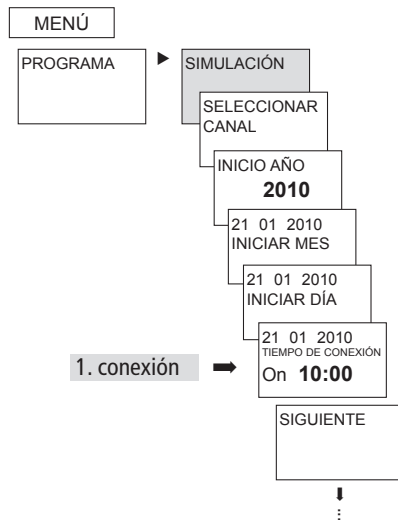 MENÚ
PROGRAMA
SIMULACIÓN
SELECCIONAR
CANAL
INICIO AÑO
2010
21 01 2010
INICIAR MES
21 01 2010
INICIAR DÍA
21 01 2010
TIEMPO DE CONEXIÓN
On 10:00
1. conexión
SIGUIENTE